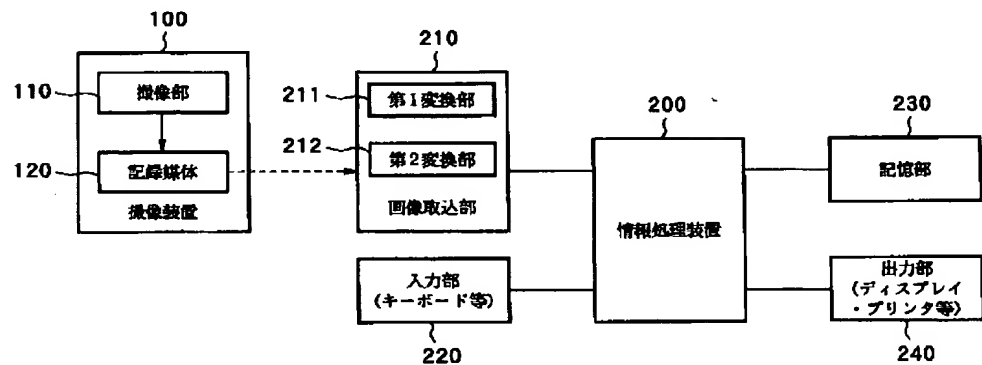 100
110
撮像部
120
記録媒体
撮像装置
210
211
第1変換部
212
第2変換部
画像取込部
入力部
(キーボード等)
220
200
情報処理装置
230
記憶部
出力部
(ディスプレイ
・プリンタ等)
240